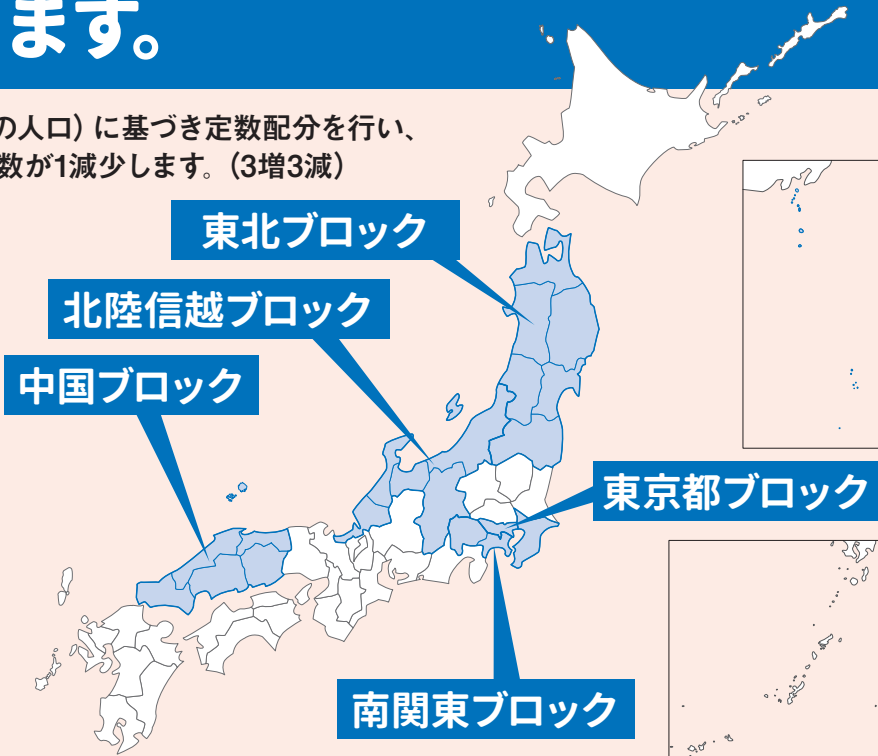 ます。
の人口）に基づき定数配分を行い、
数が1減少します。（3増3減）
東北ブロック
北陸信越ブロック
中国ブロック
東京都ブロック
南関東ブロック